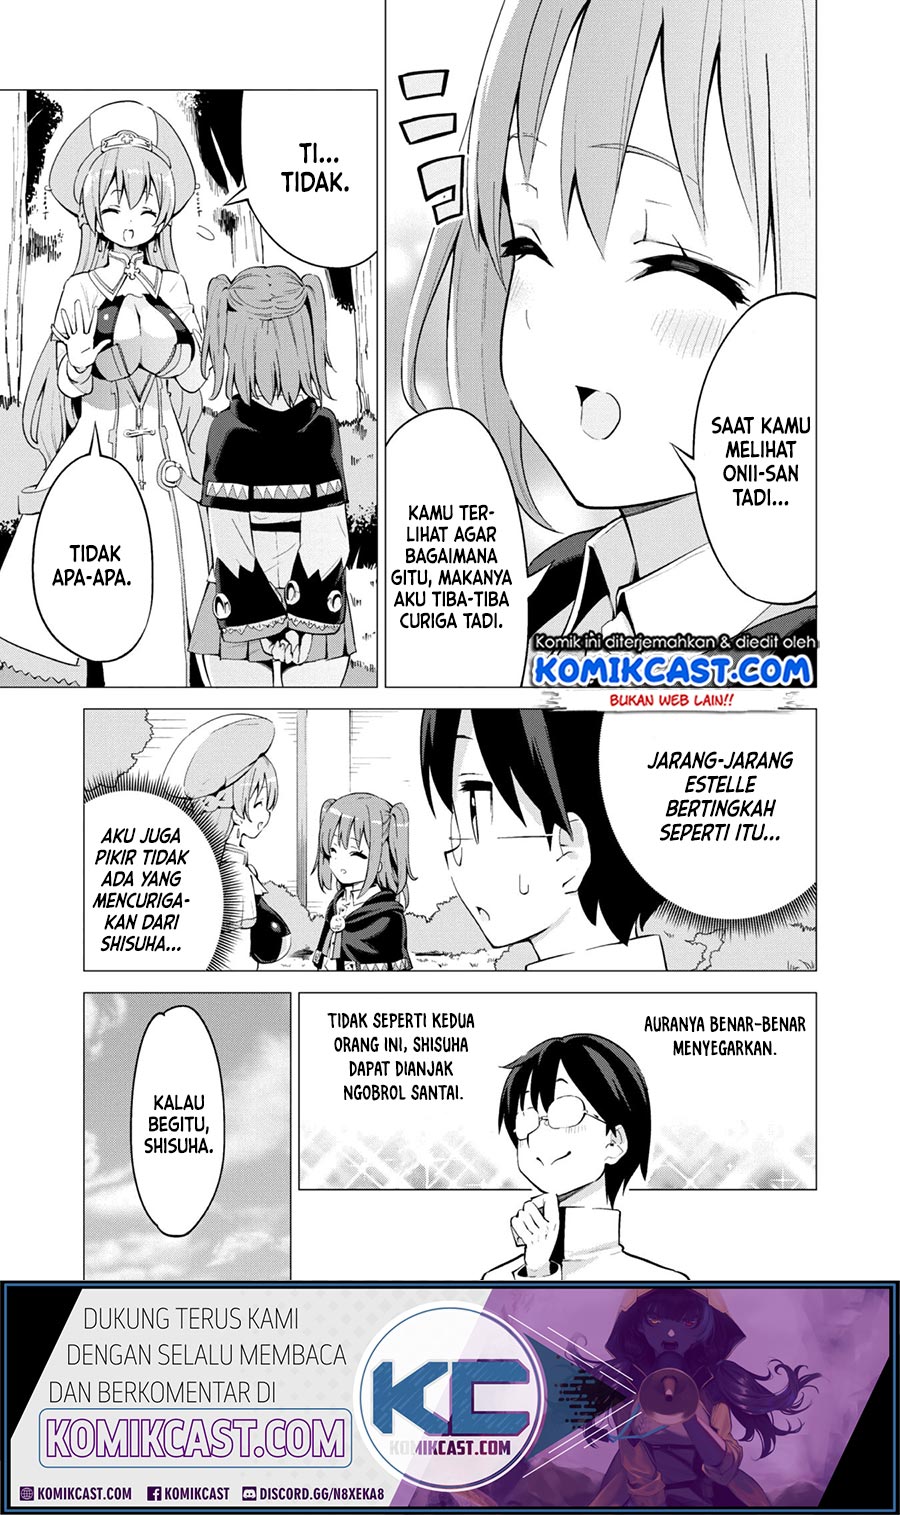 SAAT KAMU
MELIHAT
ONII-SAN
TADI...
KAMU TER-
LIHAT AGAR
BAGAIMANA
GITU, MAKANYA
AKU TIBA-TIBA
CURIGA TADI.
TI...
TIDAK.
TIDAK
APA-APA.
Komik ini diterjemahkan & diedit oleh
KOMIKCAST.COM
BUKAN WEB LAIN!!
JARANG-JARANG
ESTELLE
BERTINGKAH
SEPERTI ITU...
AKU JUGA
PIKIR TIDAK
ADA YANG
MENCURIGA-
KAN DARI
SHISUHA...
AURANYA BENAR-BENAR
MENYEGARKAN.
TIDAK SEPERTI KEDUA
ORANG INI, SHISUHA
DAPAT DIANJAK
NGOBROL SANTAI.
KALAU
BEGITU,
SHISUHA.
DUKUNG TERUS KAMI
DENGAN SELALU MEMBACA
DAN BERKOMENTAR DI
KOMIKCAST.COM
KOMIKCAST.COM KOMIKCAST DISCORD.GG/N8XEKA8
KC
KOMIKCAST.COM